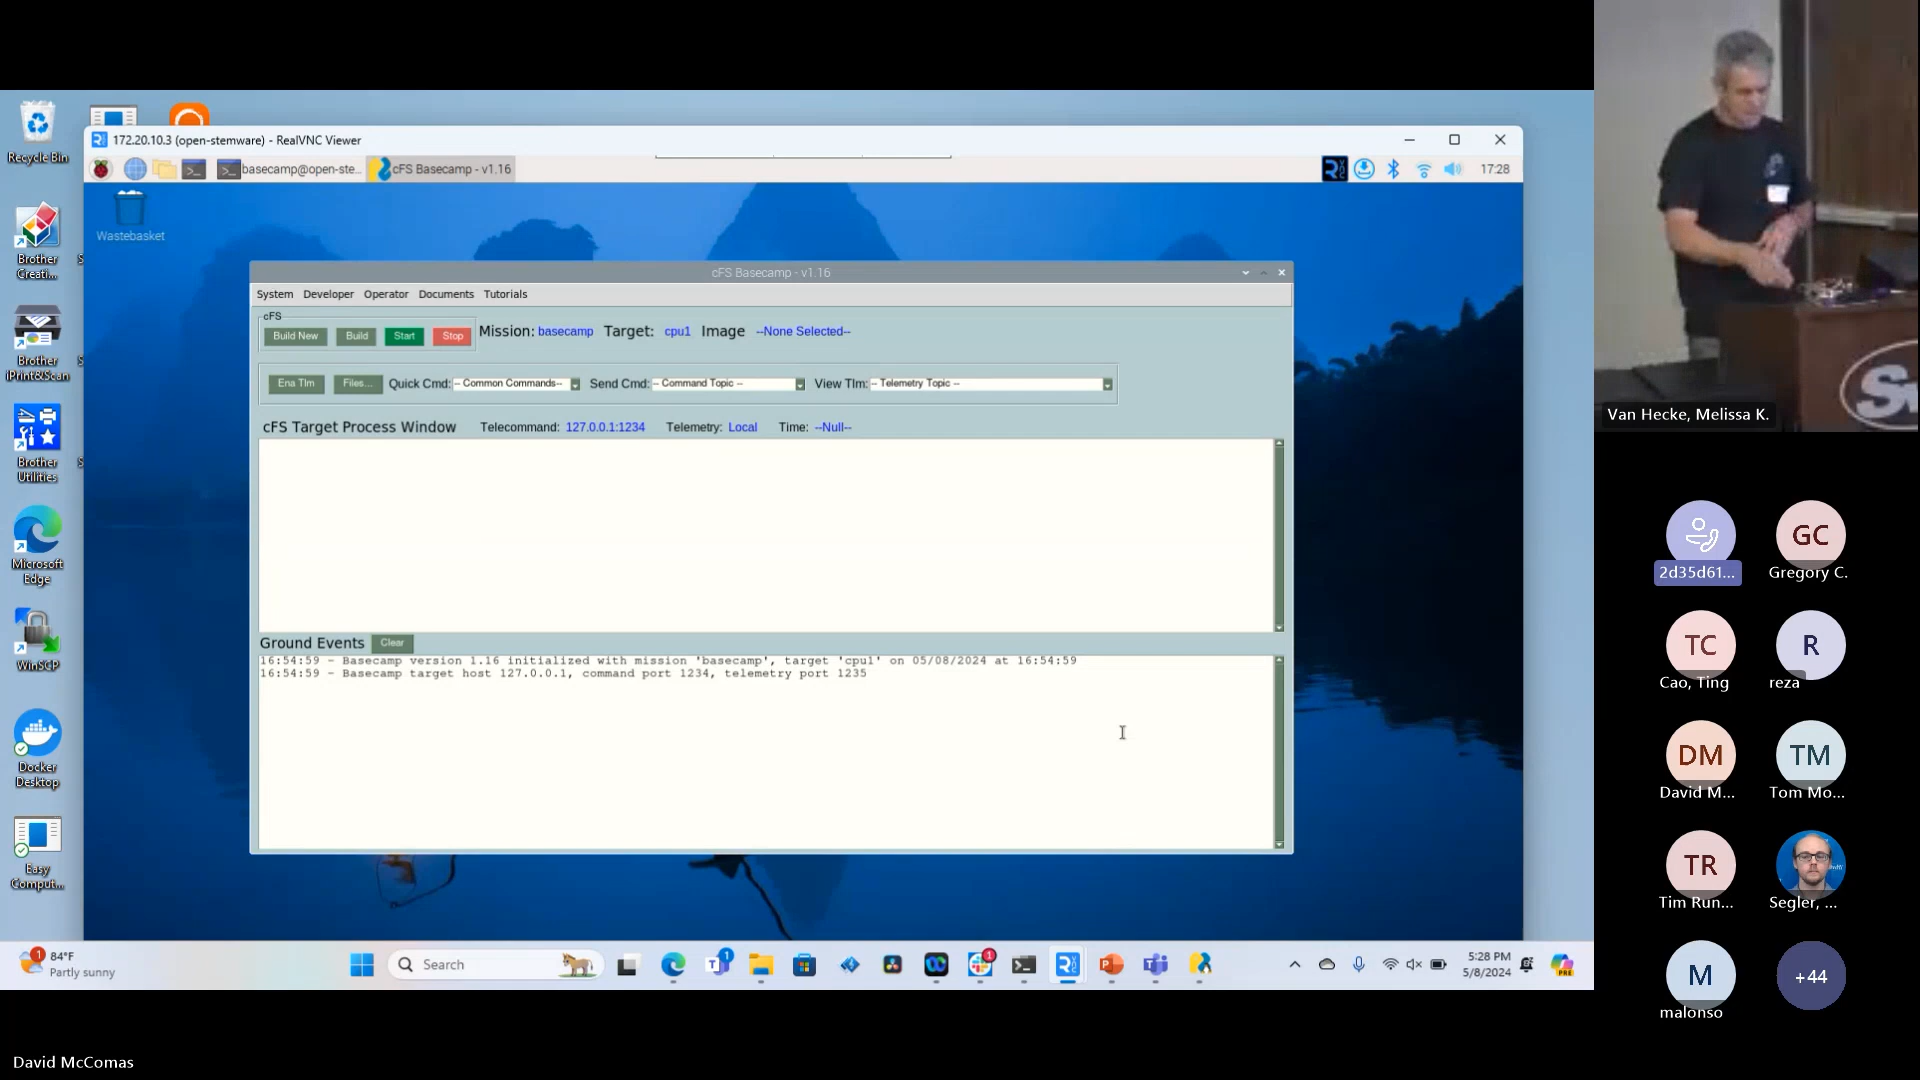 Recycle Bin
Brother
Creati...
Brother
iPrint&Scan
Brother
Utilities
Microsoft
Edge
WinSCP
Docker
Desktop
Easy
Comput...
172.20.10.3 (open-stemware) - RealVNC Viewer
basecamp@open-ste...
cFS Basecamp - v1.16
17:28
Wastebasket
cFS Basecamp - v1.16
System Developer Operator Documents Tutorials
cFS
Build New Build Start Stop Mission: basecamp Target: cpu1 Image --None Selected--
Ena Tlm Files... Quick Cmd: -- Common Commands-- Send Cmd: -- Command Topic -- View Tlm: -- Telemetry Topic --
cFS Target Process Window Telecommand: 127.0.0.1:1234 Telemetry: Local Time: --Null--
Ground Events Clear
16:54:59 - Basecamp version 1.16 initialized with mission 'basecamp', target 'cpu1' on 05/08/2024 at 16:54:59
16:54:59 - Basecamp target host 127.0.0.1, command port 1234, telemetry port 1235
1
84°F
Partly sunny
Search
1
1
PRE
5:28 PM
5/8/2024
David McComas
Van Hecke, Melissa K.
2d35d61...
GC
Gregory C.
TC
Cao, Ting
R
reza
DM
David M...
TM
Tom Mo...
TR
Tim Run...
Segler, ...
M
malonso
+44